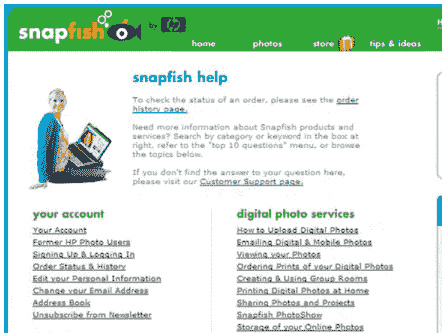 snapfish by hp
home photos store tips & ideas
snapfish help
To check the status of an order, please see the order
history page.
Need more information about Snapfish products and
services? Search by category or keyword in the box at
right, refer to the "top 10 questions" menu, or browse
the topics below.
If you don't find the answer to your question here,
please visit our Customer Support page.
your account
Your Account
Former HP Photo Users
Signing Up & Logging In
Order Status & History
Edit your Personal Information
Change your Email Address
Address Book
Unsubscribe from Newsletter
digital photo services
How to Upload Digital Photos
Emailing Digital & Mobile Photos
Viewing your Photos
Ordering Prints of your Digital Photos
Creating & Using Group Rooms
Printing Digital Photos at Home
Sharing Photos and Projects
Snapfish PhotoShow
Storage of your Online Photos